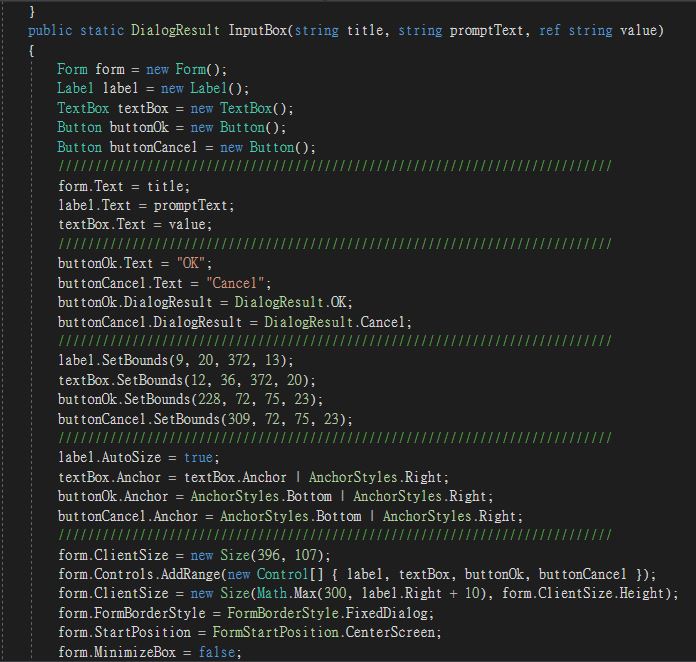 }
public static DialogResult InputBox(string title, string promptText, ref string value)
{
Form form = new Form();
Label label = new Label();
TextBox textBox = new TextBox();
Button buttonOk = new Button();
Button buttonCancel = new Button();
///////////////////////////////////////////////////////////////////////////
form.Text = title;
label.Text = promptText;
textBox.Text = value;
///////////////////////////////////////////////////////////////////////////
buttonOk.Text = "OK";
buttonCancel.Text = "Cancel";
buttonOk.DialogResult = DialogResult.OK;
buttonCancel.DialogResult = DialogResult.Cancel;
///////////////////////////////////////////////////////////////////////////
label.SetBounds(9, 20, 372, 13);
textBox.SetBounds(12, 36, 372, 20);
buttonOk.SetBounds(228, 72, 75, 23);
buttonCancel.SetBounds(309, 72, 75, 23);
///////////////////////////////////////////////////////////////////////////
label.AutoSize = true;
textBox.Anchor = textBox.Anchor | AnchorStyles.Right;
buttonOk.Anchor = AnchorStyles.Bottom | AnchorStyles.Right;
buttonCancel.Anchor = AnchorStyles.Bottom | AnchorStyles.Right;
///////////////////////////////////////////////////////////////////////////
form.ClientSize = new Size(396, 107);
form.Controls.AddRange(new Control[] { label, textBox, buttonOk, buttonCancel });
form.ClientSize = new Size(Math.Max(300, label.Right + 10), form.ClientSize.Height);
form.FormBorderStyle = FormBorderStyle.FixedDialog;
form.StartPosition = FormStartPosition.CenterScreen;
form.MinimizeBox = false;